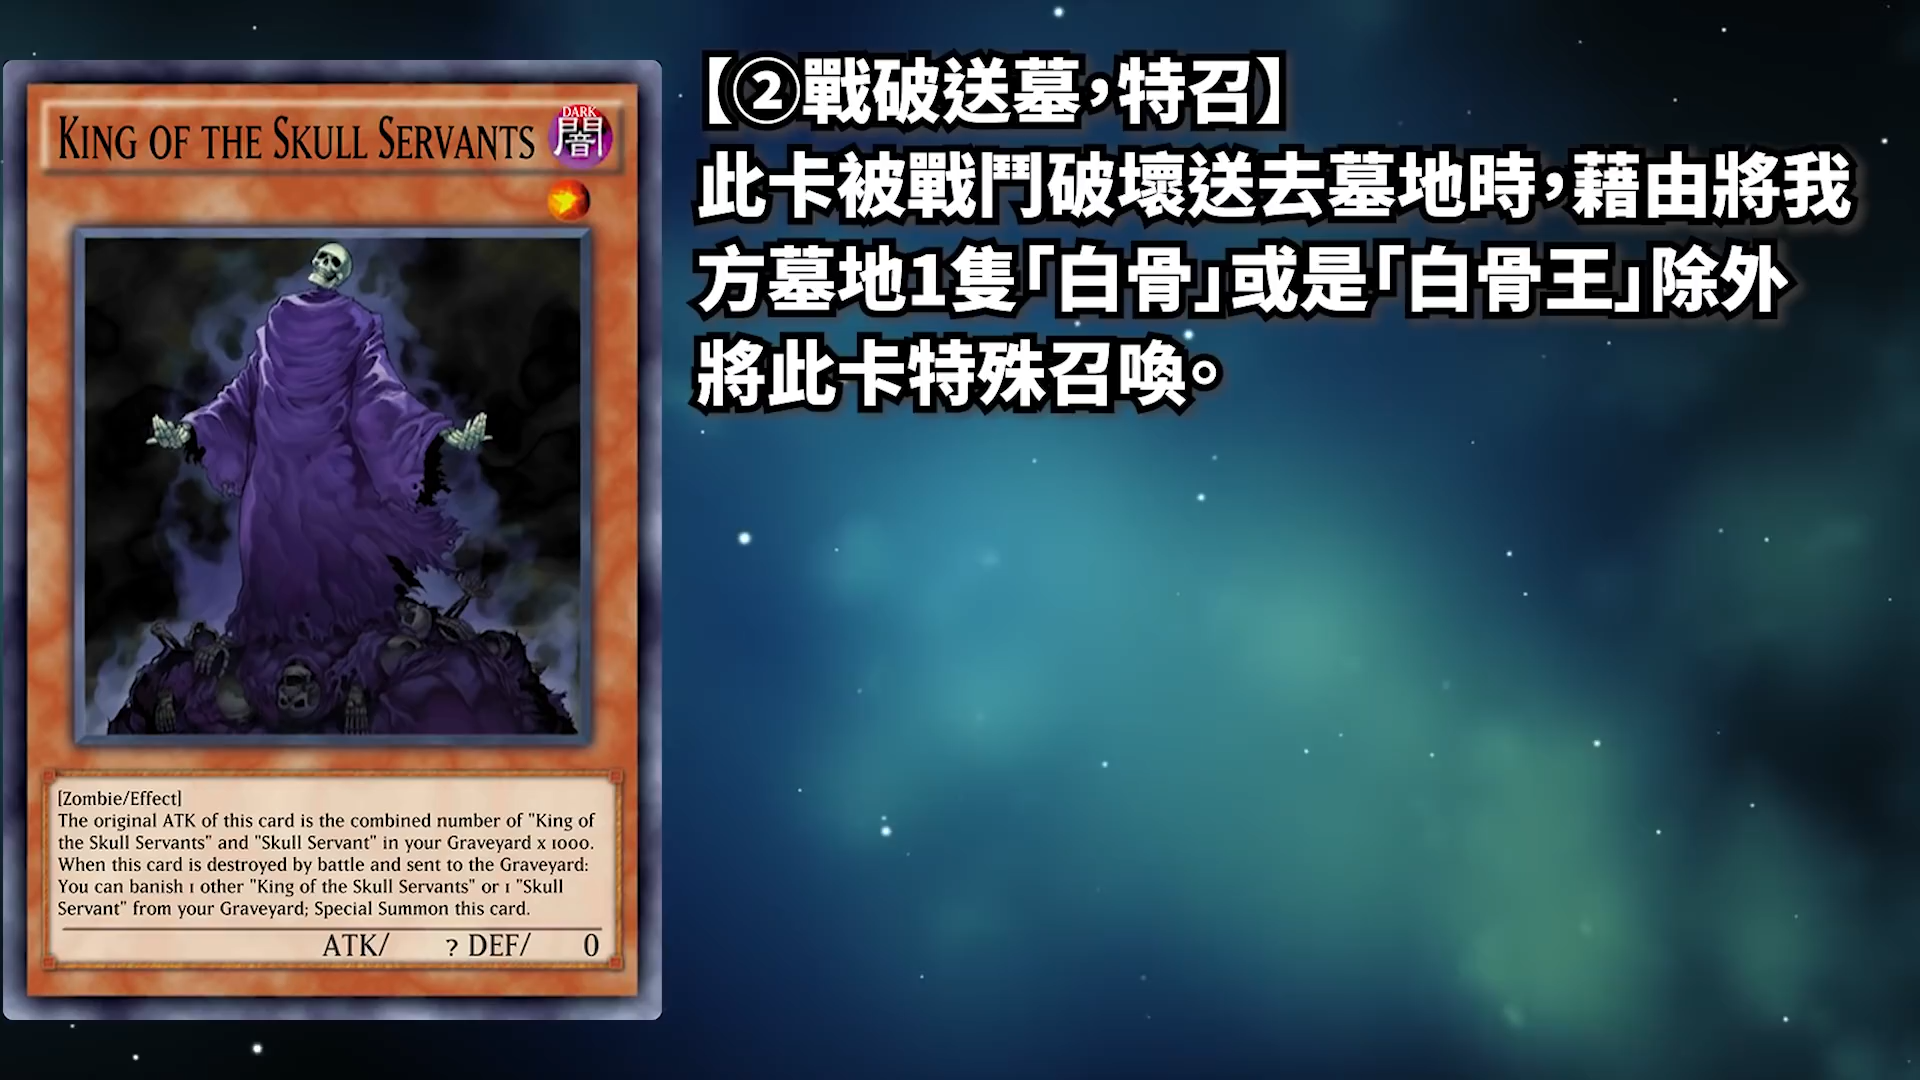 KING OF THE SKULL SERVANTS
DARK
闇
[Zombie/Effect]
The original ATK of this card is the combined number of "King of
the Skull Servants" and "Skull Servant" in your Graveyard x 1000.
When this card is destroyed by battle and sent to the Graveyard:
You can banish 1 other "King of the Skull Servants" or 1 "Skull
Servant" from your Graveyard; Special Summon this card.
ATK/ ? DEF/ 0
【②戰破送墓,特召】
此卡被戰鬥破壞送去墓地時,藉由將我
方墓地1隻「白骨」或是「白骨王」除外
將此卡特殊召喚。